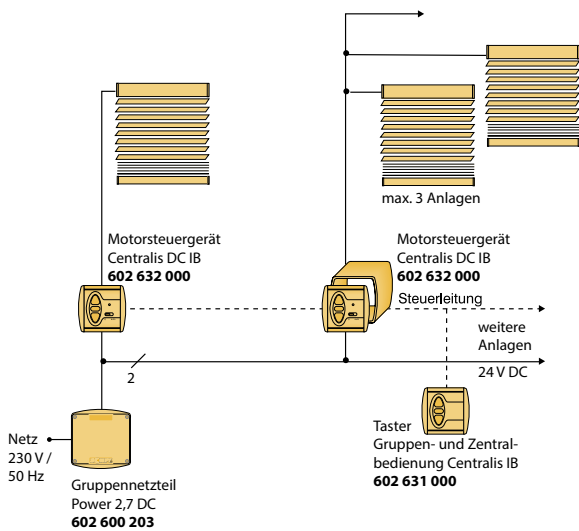 max. 3 Anlagen
Motorsteuergerät
Centralis DC IB
602 632 000
Motorsteuergerät
Centralis DC IB
602 632 000
Steuerleitung
weitere
Anlagen
24 V DC
2
Netz
230 V /
50 Hz
Gruppennetzteil
Power 2,7 DC
602 600 203
Taster
Gruppen- und Zentral-
bedienung Centralis IB
602 631 000